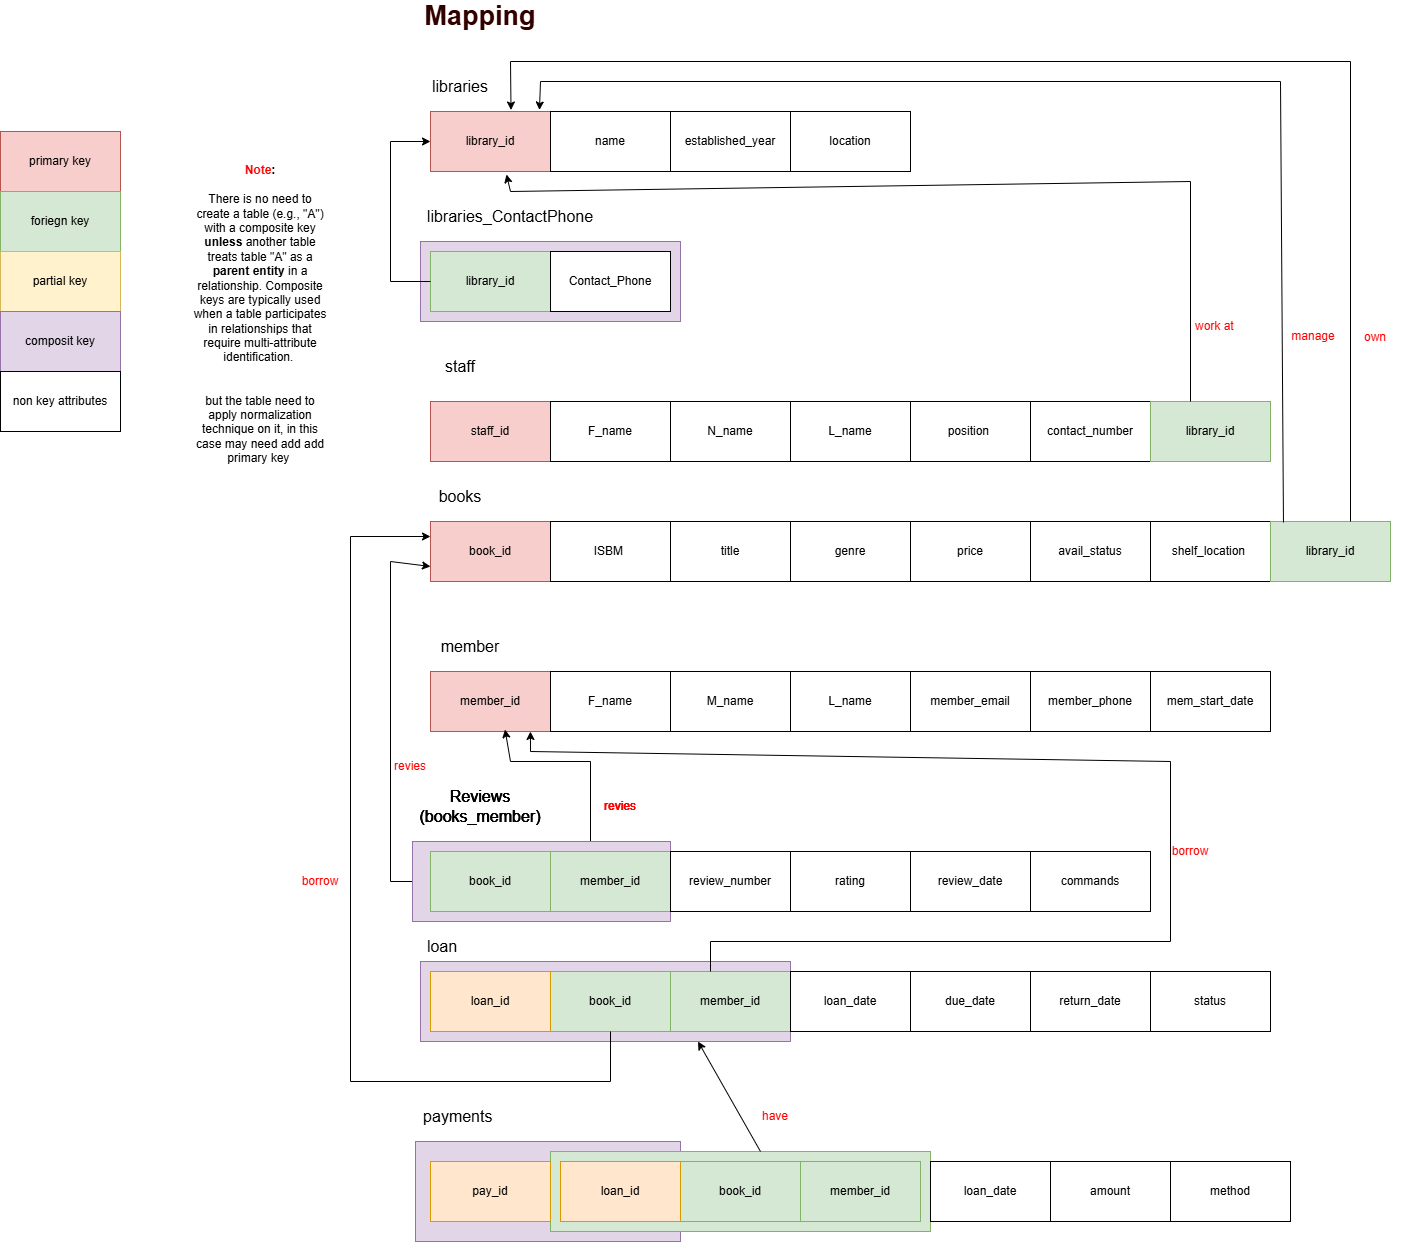 Mapping
libraries
library_id
name
established_year
location
primary key
foriegn key
partial key
composit key
non key attributes
Note:
There is no need to
create a table (e.g., "A")
with a composite key
unless another table
treats table "A" as a
parent entity in a
relationship. Composite
keys are typically used
when a table participates
in relationships that
require multi-attribute
identification.
but the table need to
apply normalization
technique on it, in this
case may need add add
primary key
libraries_ContactPhone
library_id
Contact_Phone
work at
manage
own
staff
staff_id
F_name
N_name
L_name
position
contact_number
library_id
books
book_id
ISBM
title
genre
price
avail_status
shelf_location
library_id
member
member_id
F_name
M_name
L_name
member_email
member_phone
mem_start_date
revies
Reviews
(books_member)
revies
borrow
borrow
book_id
member_id
review_number
rating
review_date
commands
loan
loan_id
book_id
member_id
loan_date
due_date
return_date
status
have
payments
pay_id
loan_id
book_id
member_id
loan_date
amount
method